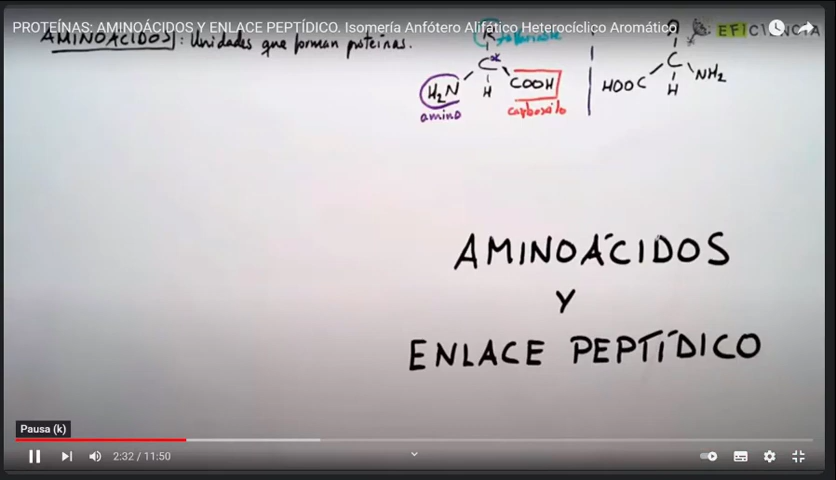 PROTEÍNAS: AMINOÁCIDOS Y ENLACE PEPTÍDICO. Isomería Anfótero Alifático Heterocíclico Aromático
EFICIENCIA
AMINOÁCIDOS: Unidades que forman proteínas.
R
C*
H₂N
H
COOH
amino
carboxilo
C
HOOC
H
NH₂
AMINOÁCIDOS
Y
ENLACE PEPTÍDICO
Pausa (k)
2:32 / 11:50